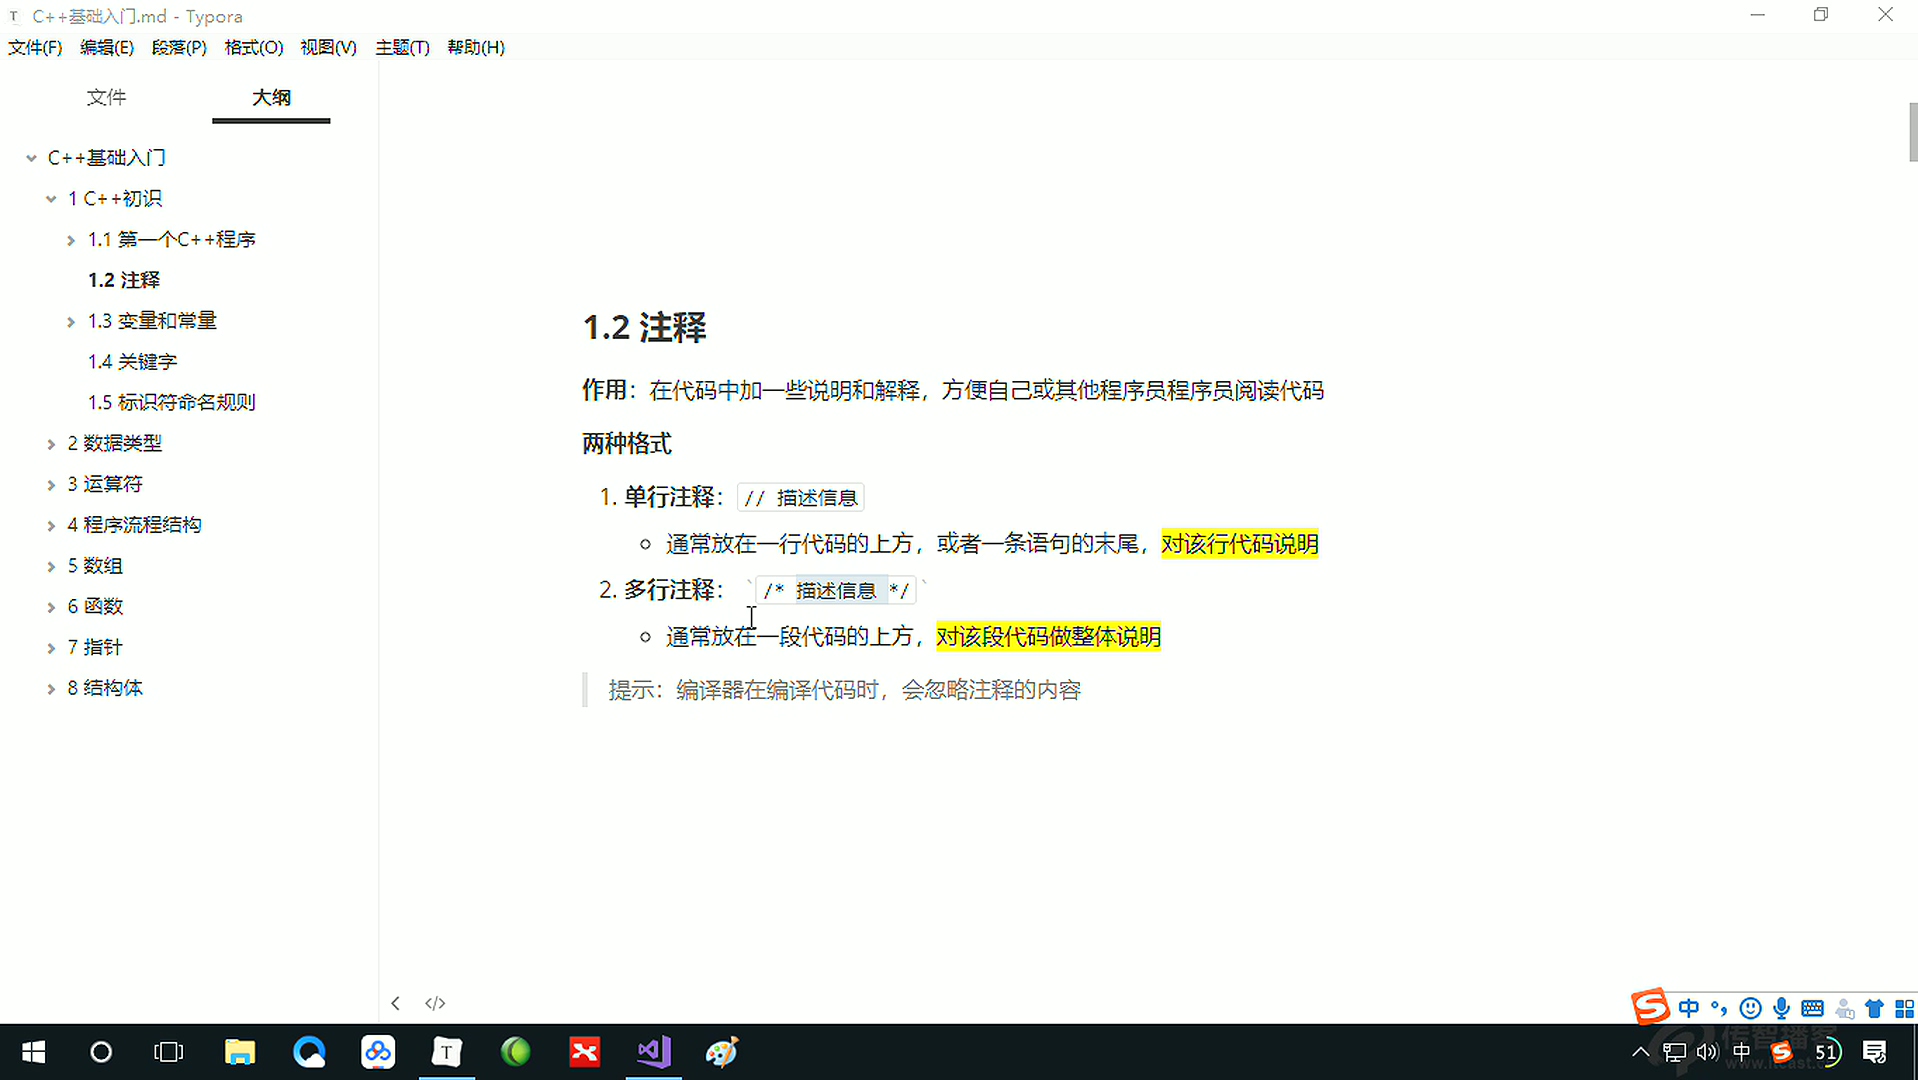 C++基础入门.md - Typora
文件(F) 编辑(E) 段落(P) 格式(O) 视图(V) 主题(T) 帮助(H)
文件 大纲
C++基础入门
1 C++初识
1.1 第一个C++程序
1.2 注释
1.3 变量和常量
1.4 关键字
1.5 标识符命名规则
2 数据类型
3 运算符
4 程序流程结构
5 数组
6 函数
7 指针
8 结构体
1.2 注释
作用：在代码中加一些说明和解释，方便自己或其他程序员程序员阅读代码
两种格式
1. 单行注释： // 描述信息
通常放在一行代码的上方，或者一条语句的末尾，对该行代码说明
2. 多行注释： `/* 描述信息 */`
通常放在一段代码的上方，对该段代码做整体说明
提示：编译器在编译代码时，会忽略注释的内容
</>
中
中 51
传智播客